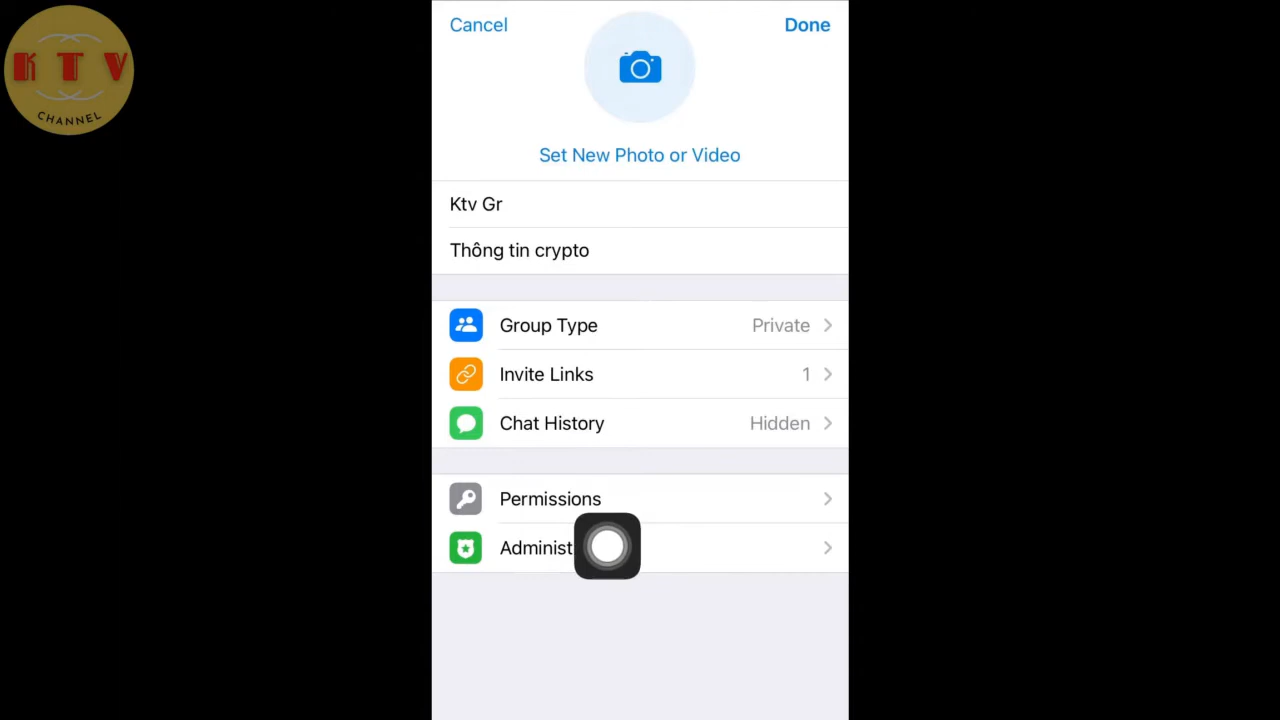 KTV
CHANNEL
Cancel
Done
Set New Photo or Video
Ktv Gr
Thông tin crypto
Group Type Private
Invite Links 1
Chat History Hidden
Permissions
Administ